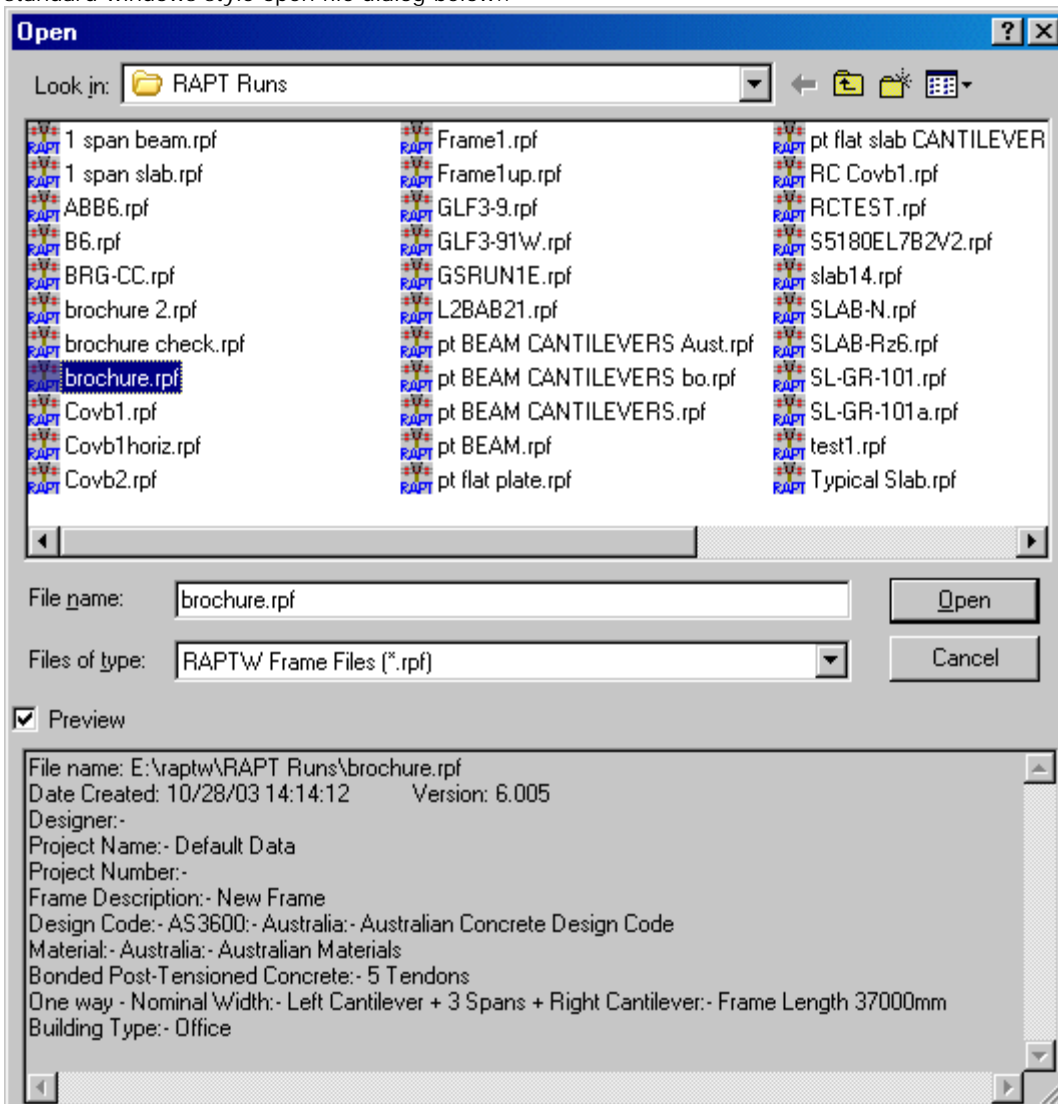 standard windows style open file dialog below.
Open
Look in: RAPT Runs
1 span beam.rpf
1 span slab.rpf
ABB6.rpf
B6.rpf
BRG-CC.rpf
brochure 2.rpf
brochure check.rpf
brochure.rpf
Covb1.rpf
Covb1horiz.rpf
Covb2.rpf
Frame1.rpf
Frame1up.rpf
GLF3-9.rpf
GLF3-91W.rpf
GSRUN1E.rpf
L2BAB21.rpf
pt BEAM CANTILEVERS Aust.rpf
pt BEAM CANTILEVERS bo.rpf
pt BEAM CANTILEVERS.rpf
pt BEAM.rpf
pt flat plate.rpf
pt flat slab CANTILEVER
RC Covb1.rpf
RCTEST.rpf
S5180EL7B2V2.rpf
slab14.rpf
SLAB-N.rpf
SLAB-Rz6.rpf
SL-GR-101.rpf
SL-GR-101a.rpf
test1.rpf
Typical Slab.rpf
File name: brochure.rpf Open
Files of type: RAPTW Frame Files (*.rpf) Cancel
Preview
File name: E:\raptw\RAPT Runs\brochure.rpf
Date Created: 10/28/03 14:14:12 Version: 6.005
Designer:-
Project Name:- Default Data
Project Number:-
Frame Description:- New Frame
Design Code:- AS3600:- Australia:- Australian Concrete Design Code
Material:- Australia:- Australian Materials
Bonded Post-Tensioned Concrete:- 5 Tendons
One way - Nominal Width:- Left Cantilever + 3 Spans + Right Cantilever:- Frame Length 37000mm
Building Type:- Office